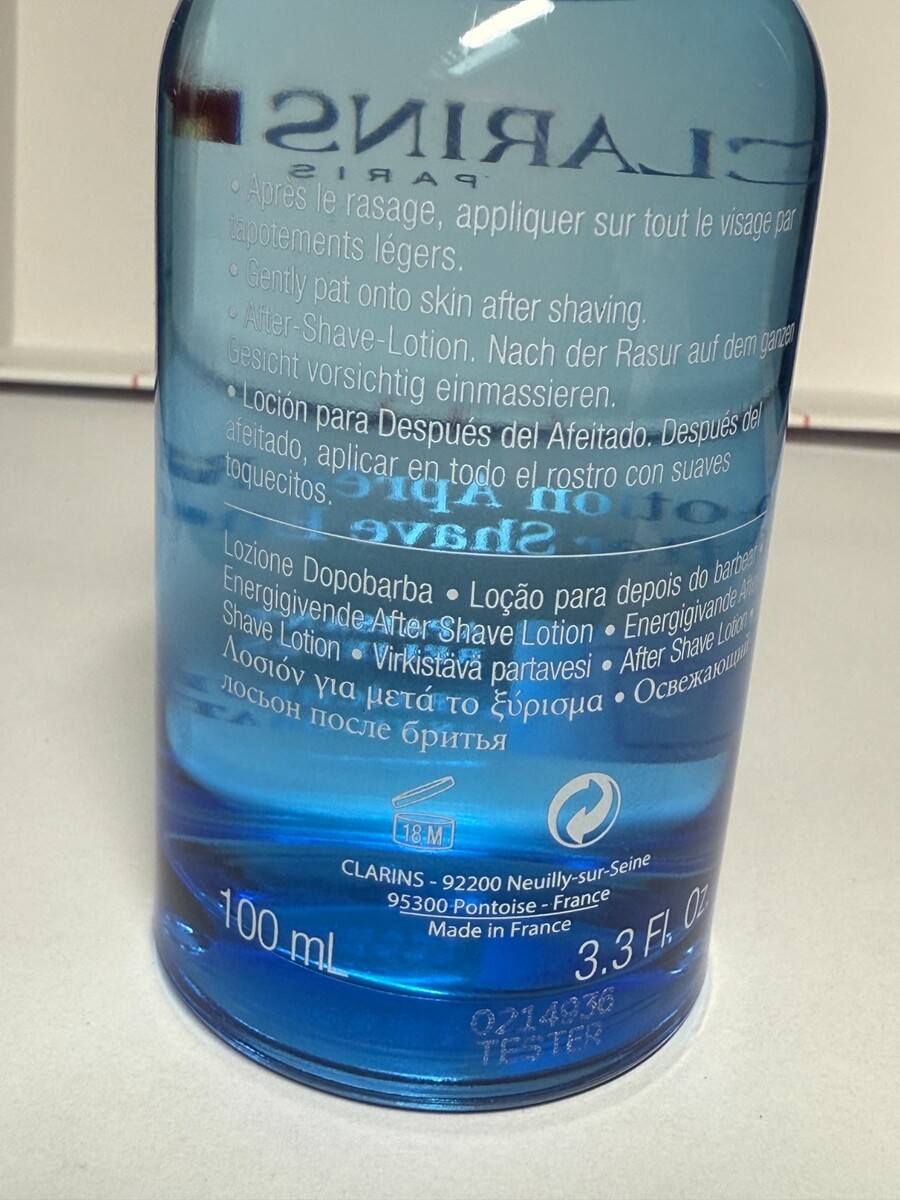 CLARINS
PARIS
• Après le rasage, appliquer sur tout le visage par
tapotements légers.
• Gently pat onto skin after shaving.
• After-Shave-Lotion. Nach der Rasur auf dem ganzen
Gesicht vorsichtig einmassieren.
• Loción para Después del Afeitado. Después del
afeitado, aplicar en todo el rostro con suaves
toquecitos.
Shave
Lozione Dopobarba • Loção para depois do barbear •
Energigivende After Shave Lotion • Energigivande After
Shave Lotion • Virkistävä partavesi • After Shave Lotion •
Λοσιόν για μετά το ξύρισμα • Освежающий
лосьон после бритья
18 M
CLARINS - 92200 Neuilly-sur-Seine
95300 Pontoise - France
Made in France
100 mL
3.3 Fl. Oz.
0214936
TESTER